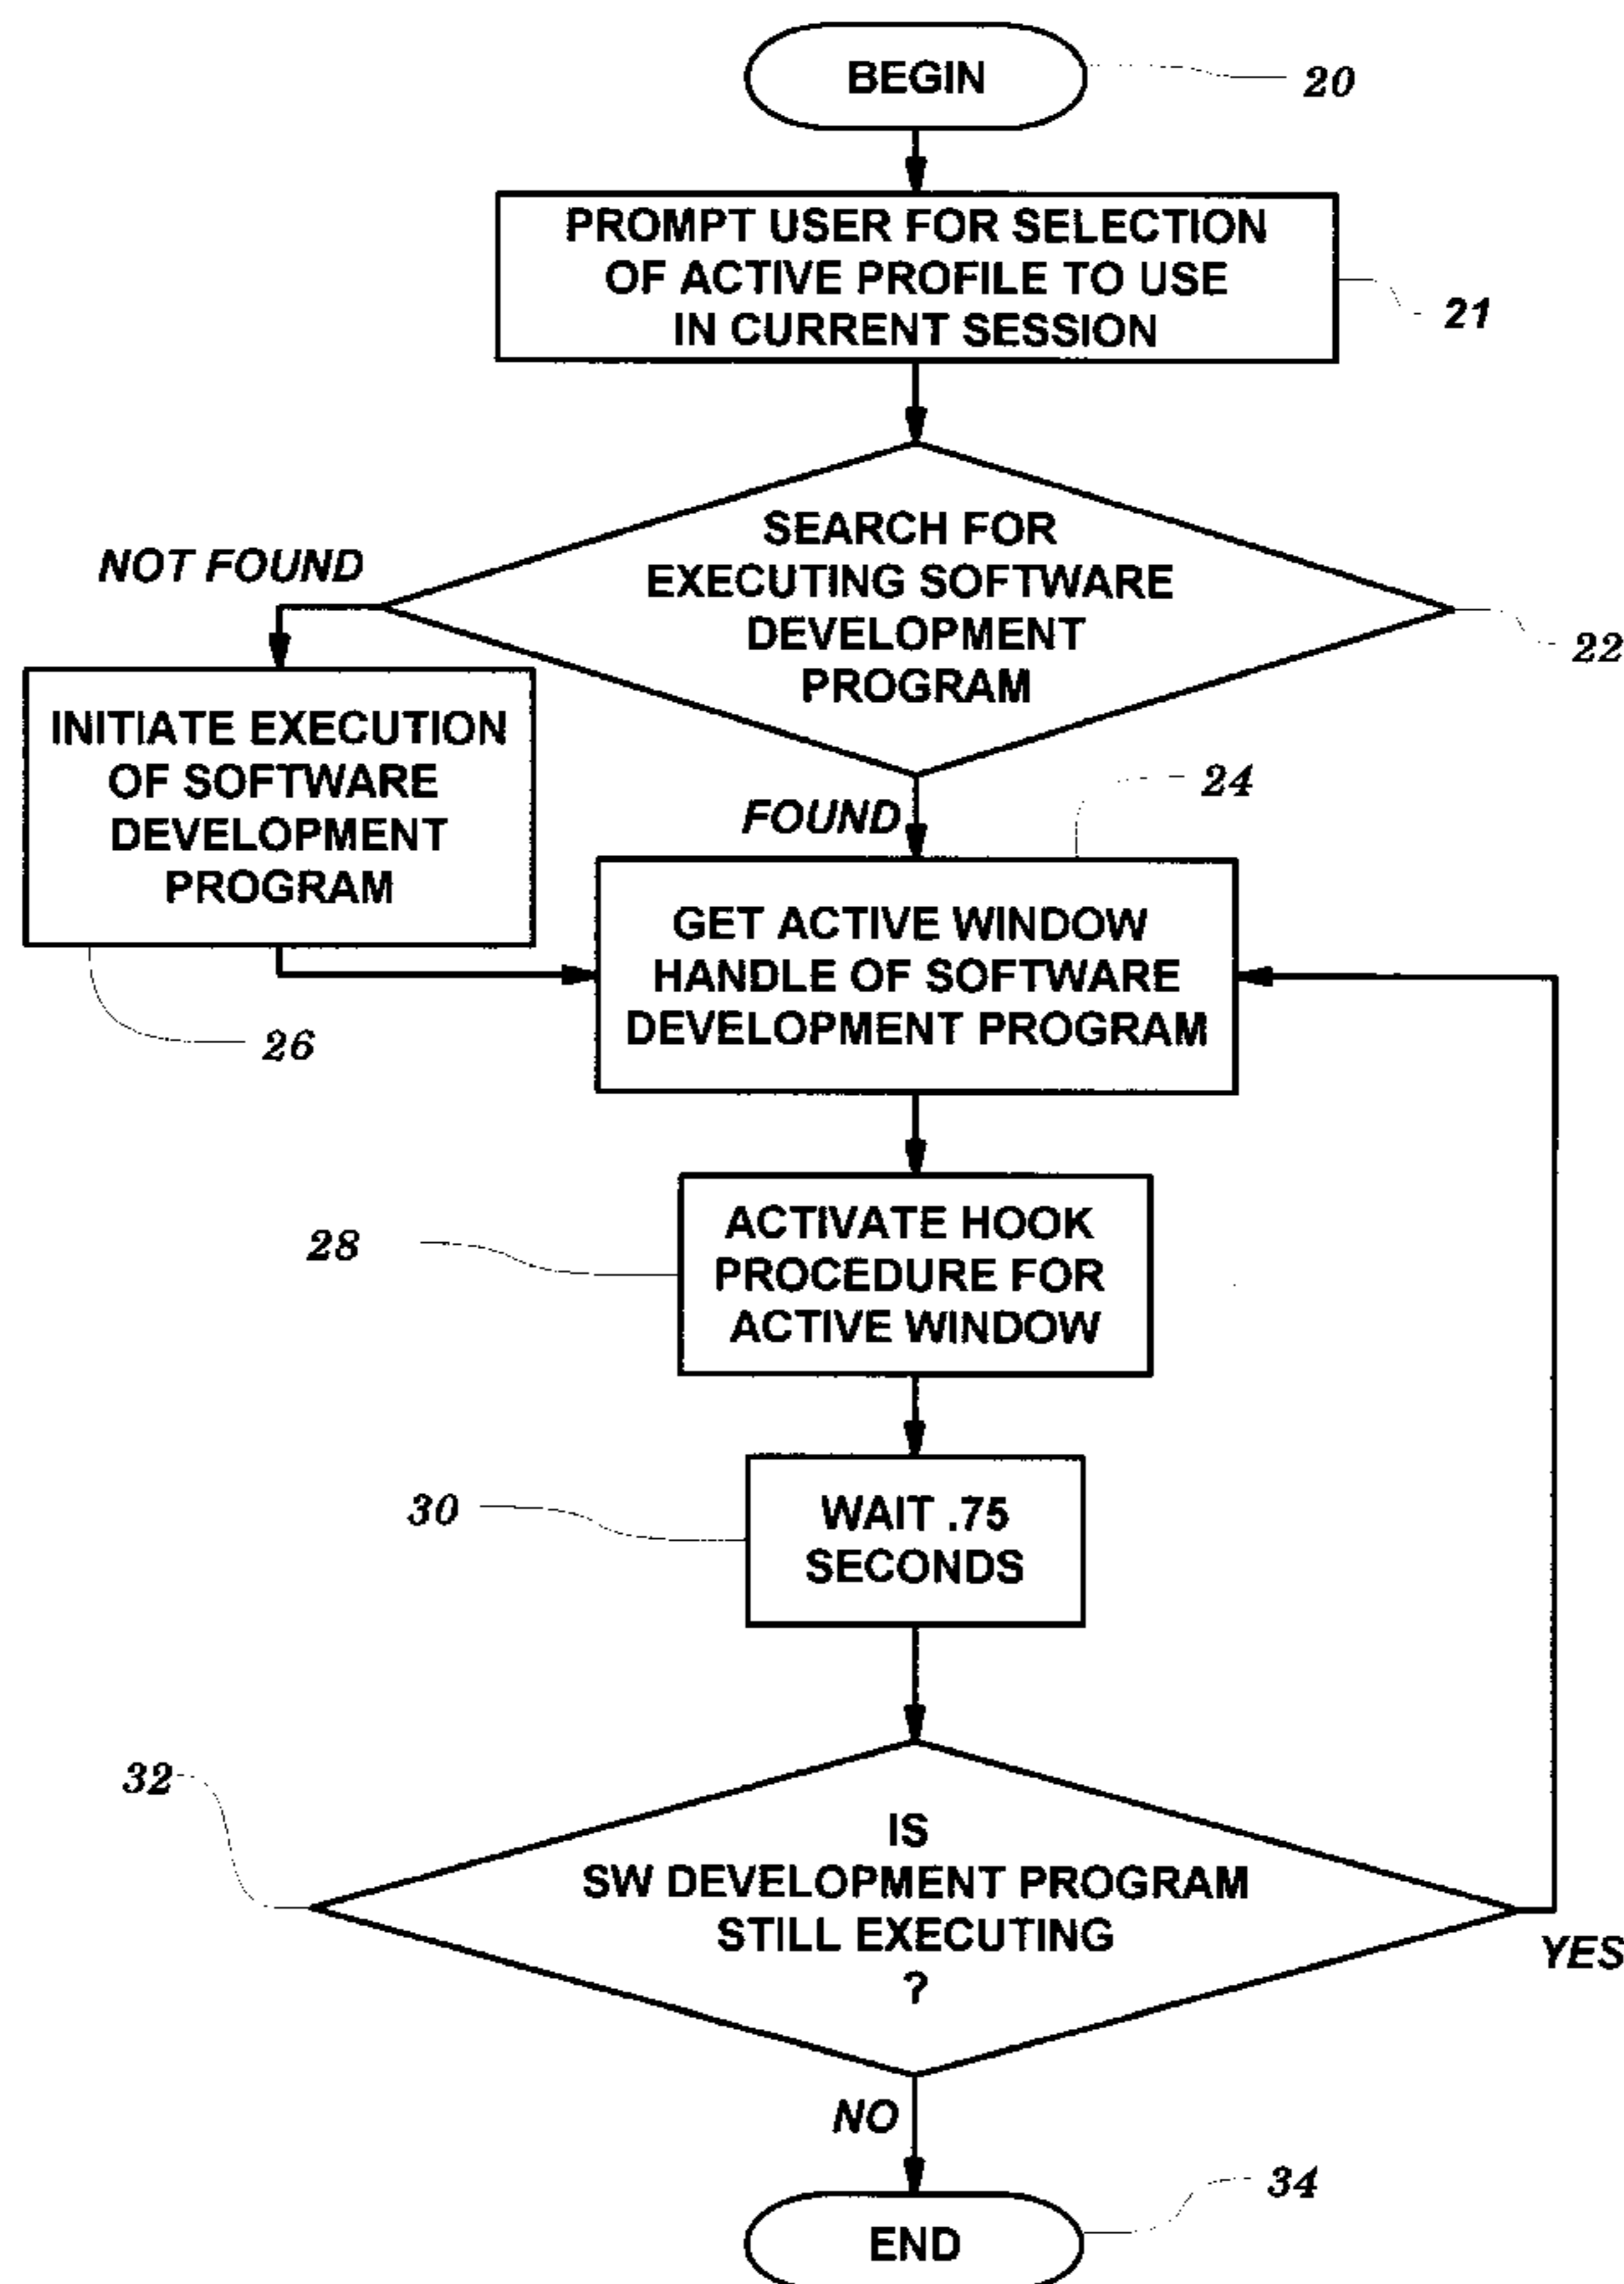 BEGIN
20
PROMPT USER FOR SELECTION
OF ACTIVE PROFILE TO USE
IN CURRENT SESSION
21
SEARCH FOR
EXECUTING SOFTWARE
DEVELOPMENT
PROGRAM
22
NOT FOUND
INITIATE EXECUTION
OF SOFTWARE
DEVELOPMENT
PROGRAM
26
FOUND
24
GET ACTIVE WINDOW
HANDLE OF SOFTWARE
DEVELOPMENT PROGRAM
28
ACTIVATE HOOK
PROCEDURE FOR
ACTIVE WINDOW
30
WAIT .75
SECONDS
32
IS
SW DEVELOPMENT PROGRAM
STILL EXECUTING
?
YES
NO
34
END